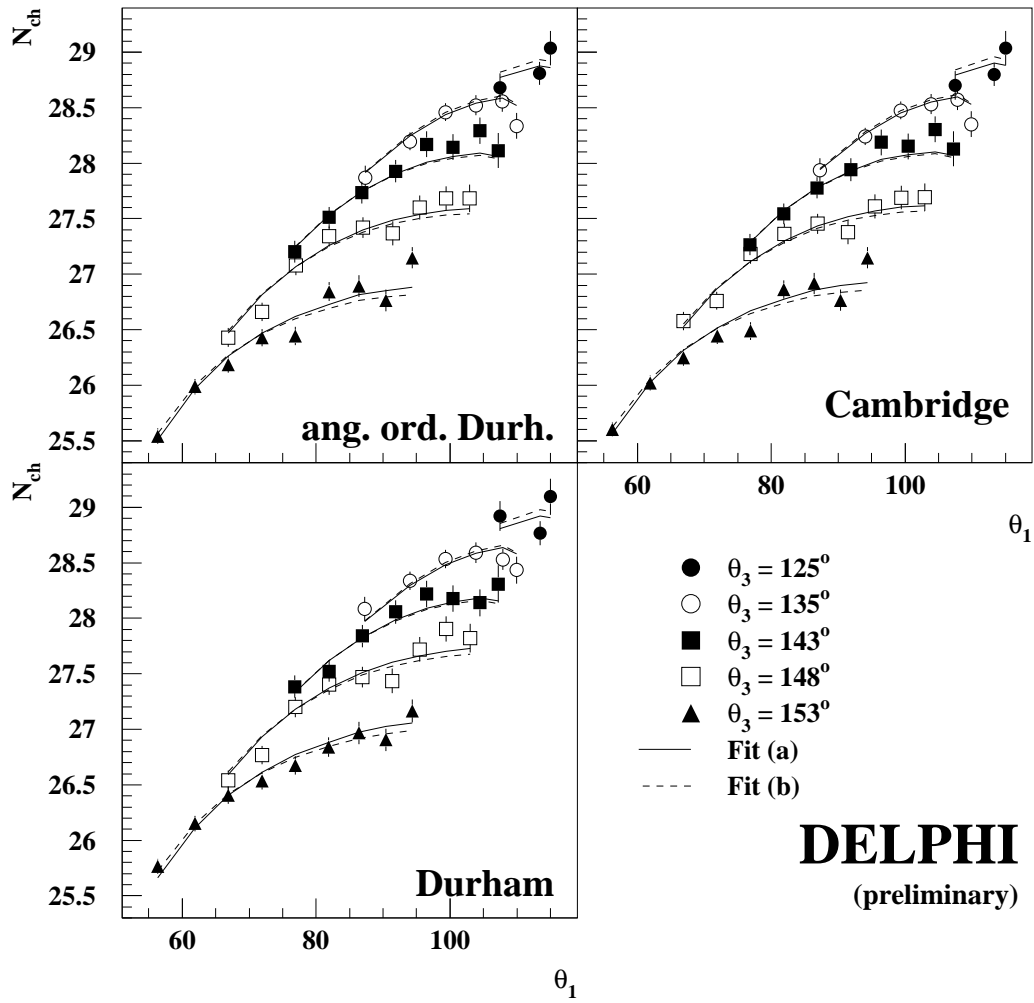 N_ch
29
28.5
28
27.5
27
26.5
26
25.5
ang. ord. Durh.
Cambridge
60 80 100
θ_1
N_ch
29
28.5
28
27.5
27
26.5
26
25.5
Durham
60 80 100
θ_1
θ_3 = 125°
θ_3 = 135°
θ_3 = 143°
θ_3 = 148°
θ_3 = 153°
Fit (a)
Fit (b)
DELPHI
(preliminary)